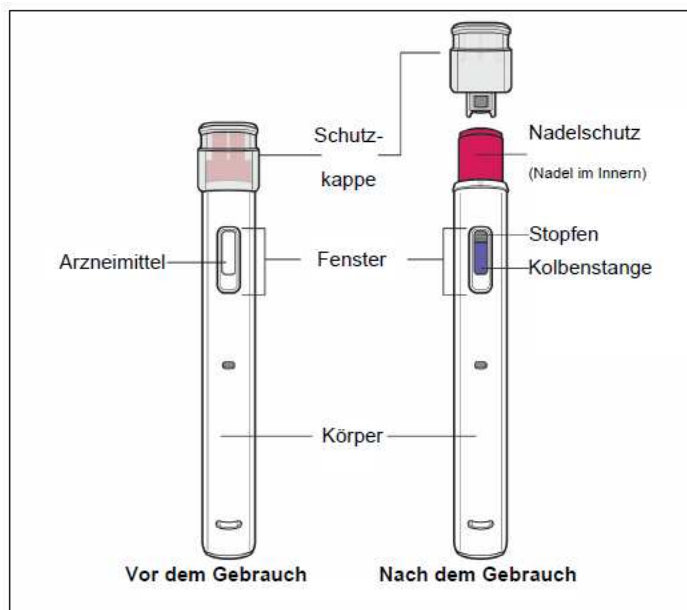 Schutz-
kappe
Nadelschutz
(Nadel im Innern)
Arzneimittel
Fenster
Stopfen
Kolbenstange
Körper
Vor dem Gebrauch
Nach dem Gebrauch